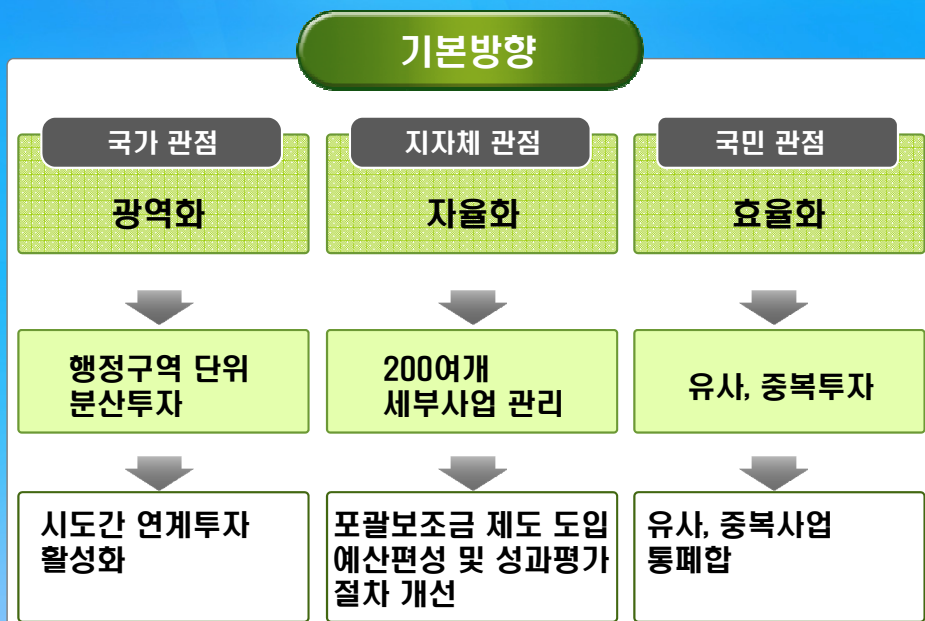 기본방향
국가 관점
광역화
지자체 관점
자율화
국민 관점
효율화
행정구역 단위
분산투자
200여개
세부사업 관리
유사, 중복투자
시도간 연계투자
활성화
포괄보조금 제도 도입
예산편성 및 성과평가
절차 개선
유사, 중복사업
통폐합